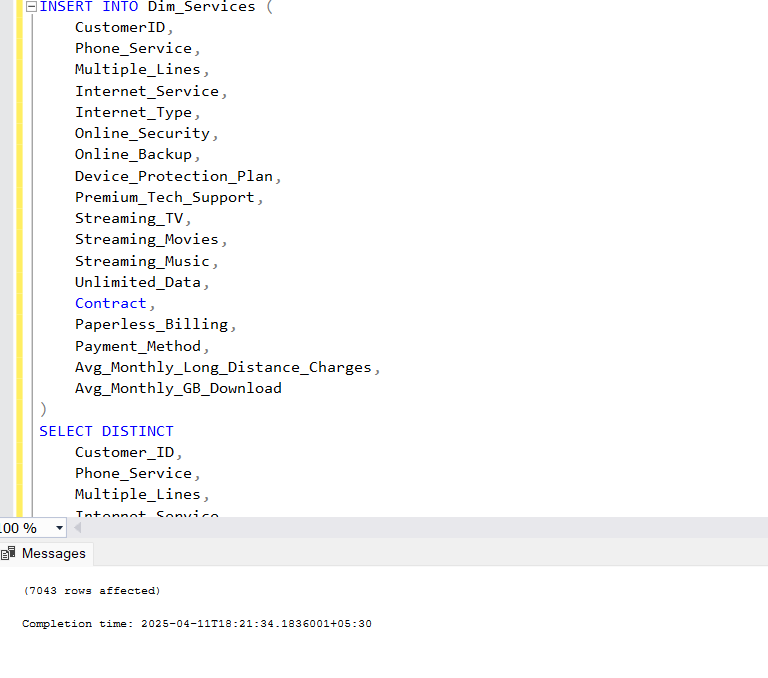 INSERT INTO Dim_Services (
CustomerID,
Phone_Service,
Multiple_Lines,
Internet_Service,
Internet_Type,
Online_Security,
Online_Backup,
Device_Protection_Plan,
Premium_Tech_Support,
Streaming_TV,
Streaming_Movies,
Streaming_Music,
Unlimited_Data,
Contract,
Paperless_Billing,
Payment_Method,
Avg_Monthly_Long_Distance_Charges,
Avg_Monthly_GB_Download
)
SELECT DISTINCT
Customer_ID,
Phone_Service,
Multiple_Lines,
Internet_Service
100 %
Messages
(7043 rows affected)
Completion time: 2025-04-11T18:21:34.1836001+05:30